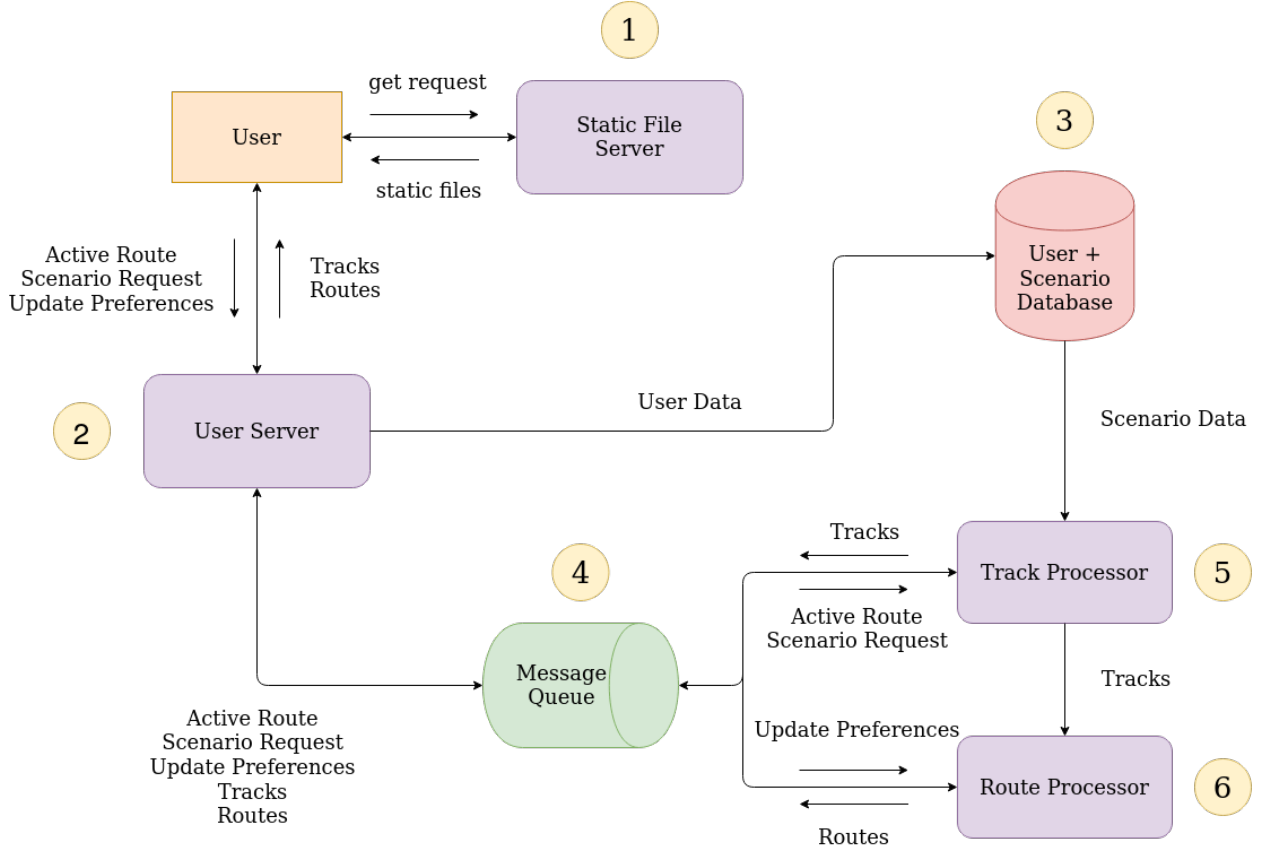 1
get request
User
Static File
Server
static files
3
Active Route
Scenario Request
Update Preferences
Tracks
Routes
User +
Scenario
Database
2
User Server
User Data
Scenario Data
4
Tracks
Track Processor
5
Active Route
Scenario Request
Message
Queue
Tracks
Active Route
Scenario Request
Update Preferences
Tracks
Routes
Update Preferences
Route Processor
6
Routes